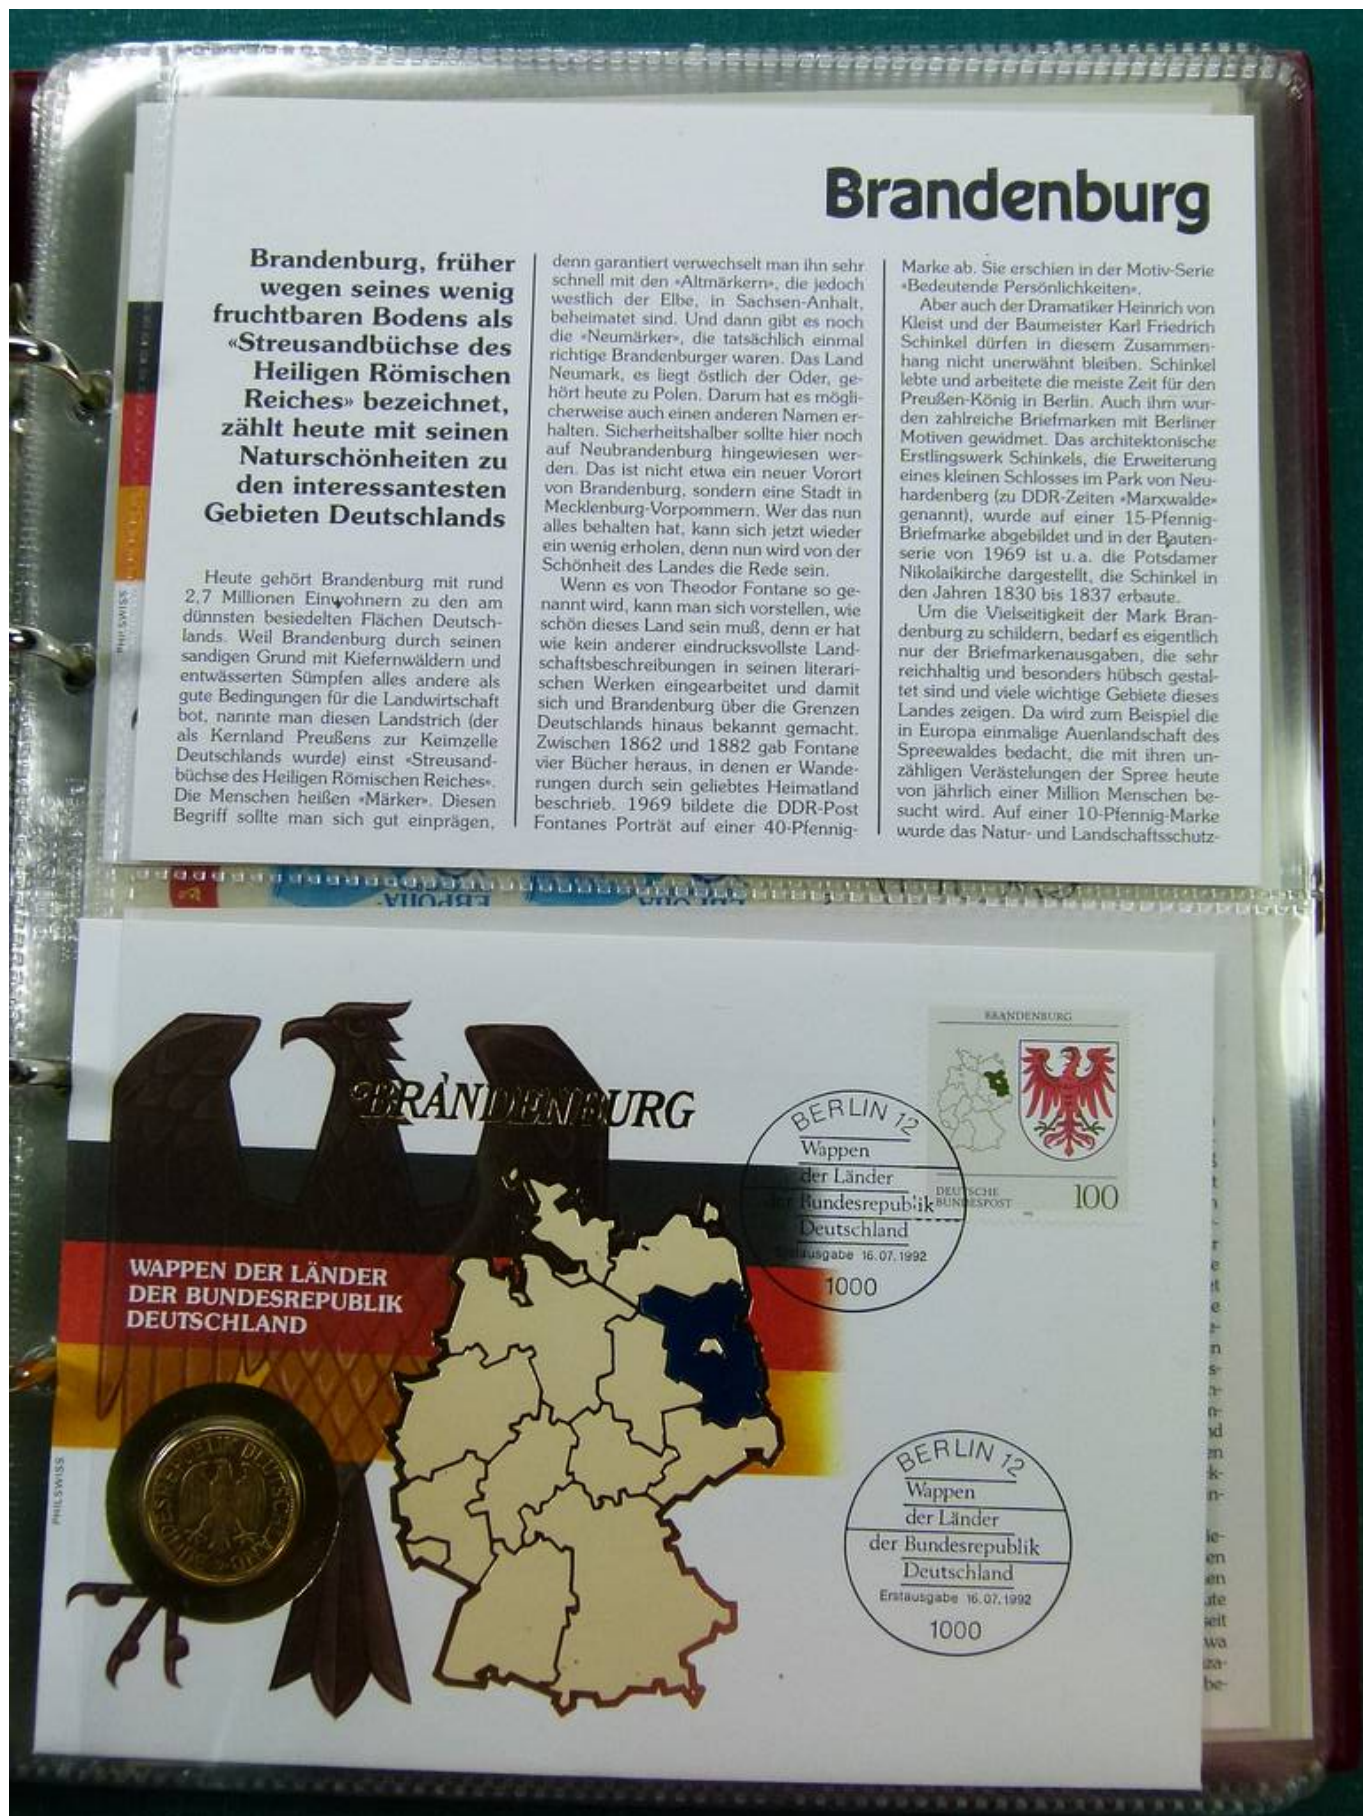 Brandenburg
Brandenburg, früher
wegen seines wenig
fruchtbaren Bodens als
«Streusandbüchse des
Heiligen Römischen
Reiches» bezeichnet,
zählt heute mit seinen
Naturschönheiten zu
den interessantesten
Gebieten Deutschlands
Heute gehört Brandenburg mit rund
2,7 Millionen Einwohnern zu den am
dünnsten besiedelten Flächen Deutsch-
lands. Weil Brandenburg durch seinen
sandigen Grund mit Kiefernwäldern und
entwässerten Sümpfen alles andere als
gute Bedingungen für die Landwirtschaft
bot, nannte man diesen Landstrich (der
als Kernland Preußens zur Keimzelle
Deutschlands wurde) einst «Streusand-
büchse des Heiligen Römischen Reiches».
Die Menschen heißen «Märker». Diesen
Begriff sollte man sich gut einprägen,
denn garantiert verwechselt man ihn sehr
schnell mit den «Altmärkern», die jedoch
westlich der Elbe, in Sachsen-Anhalt,
beheimatet sind. Und dann gibt es noch
die «Neumärker», die tatsächlich einmal
richtige Brandenburger waren. Das Land
Neumark, es liegt östlich der Oder, ge-
hört heute zu Polen. Darum hat es mögli-
cherweise auch einen anderen Namen er-
halten. Sicherheitshalber sollte hier noch
auf Neubrandenburg hingewiesen wer-
den. Das ist nicht etwa ein neuer Vorort
von Brandenburg, sondern eine Stadt in
Mecklenburg-Vorpommern. Wer das nun
alles behalten hat, kann sich jetzt wieder
ein wenig erholen, denn nun wird von der
Schönheit des Landes die Rede sein.
Wenn es von Theodor Fontane so ge-
nannt wird, kann man sich vorstellen, wie
schön dieses Land sein muß, denn er hat
wie kein anderer eindrucksvollste Land-
schaftsbeschreibungen in seinen literari-
schen Werken eingearbeitet und damit
sich und Brandenburg über die Grenzen
Deutschlands hinaus bekannt gemacht.
Zwischen 1862 und 1882 gab Fontane
vier Bücher heraus, in denen er Wande-
rungen durch sein geliebtes Heimatland
beschrieb. 1969 bildete die DDR-Post
Fontanes Porträt auf einer 40-Pfennig-
Marke ab. Sie erschien in der Motiv-Serie
«Bedeutende Persönlichkeiten».
Aber auch der Dramatiker Heinrich von
Kleist und der Baumeister Karl Friedrich
Schinkel dürfen in diesem Zusammen-
hang nicht unerwähnt bleiben. Schinkel
lebte und arbeitete die meiste Zeit für den
Preußen-König in Berlin. Auch ihm wur-
den zahlreiche Briefmarken mit Berliner
Motiven gewidmet. Das architektonische
Erstlingswerk Schinkels, die Erweiterung
eines kleinen Schlosses im Park von Neu-
hardenberg (zu DDR-Zeiten «Marxwalde»
genannt), wurde auf einer 15-Pfennig-
Briefmarke abgebildet und in der Bauten-
serie von 1969 ist u.a. die Potsdamer
Nikolaikirche dargestellt, die Schinkel in
den Jahren 1830 bis 1837 erbaute.
Um die Vielseitigkeit der Mark Bran-
denburg zu schildern, bedarf es eigentlich
nur der Briefmarkenausgaben, die sehr
reichhaltig und besonders hübsch gestal-
tet sind und viele wichtige Gebiete dieses
Landes zeigen. Da wird zum Beispiel die
in Europa einmalige Auenlandschaft des
Spreewaldes bedacht, die mit ihren un-
zähligen Verästelungen der Spree heute
von jährlich einer Million Menschen be-
sucht wird. Auf einer 10-Pfennig-Marke
wurde das Natur- und Landschaftsschutz-
PHILSWISS
BRANDENBURG
BRANDENBURG
DEUTSCHE
BUNDESPOST
100
BERLIN 12
Wappen
der Länder
der Bundesrepublik
Deutschland
Erstausgabe 16.07.1992
1000
WAPPEN DER LÄNDER
DER BUNDESREPUBLIK
DEUTSCHLAND
BUNDESREPUBLIK DEUTSCHLAND
PHILSWISS
BERLIN 12
Wappen
der Länder
der Bundesrepublik
Deutschland
Erstausgabe 16.07.1992
1000